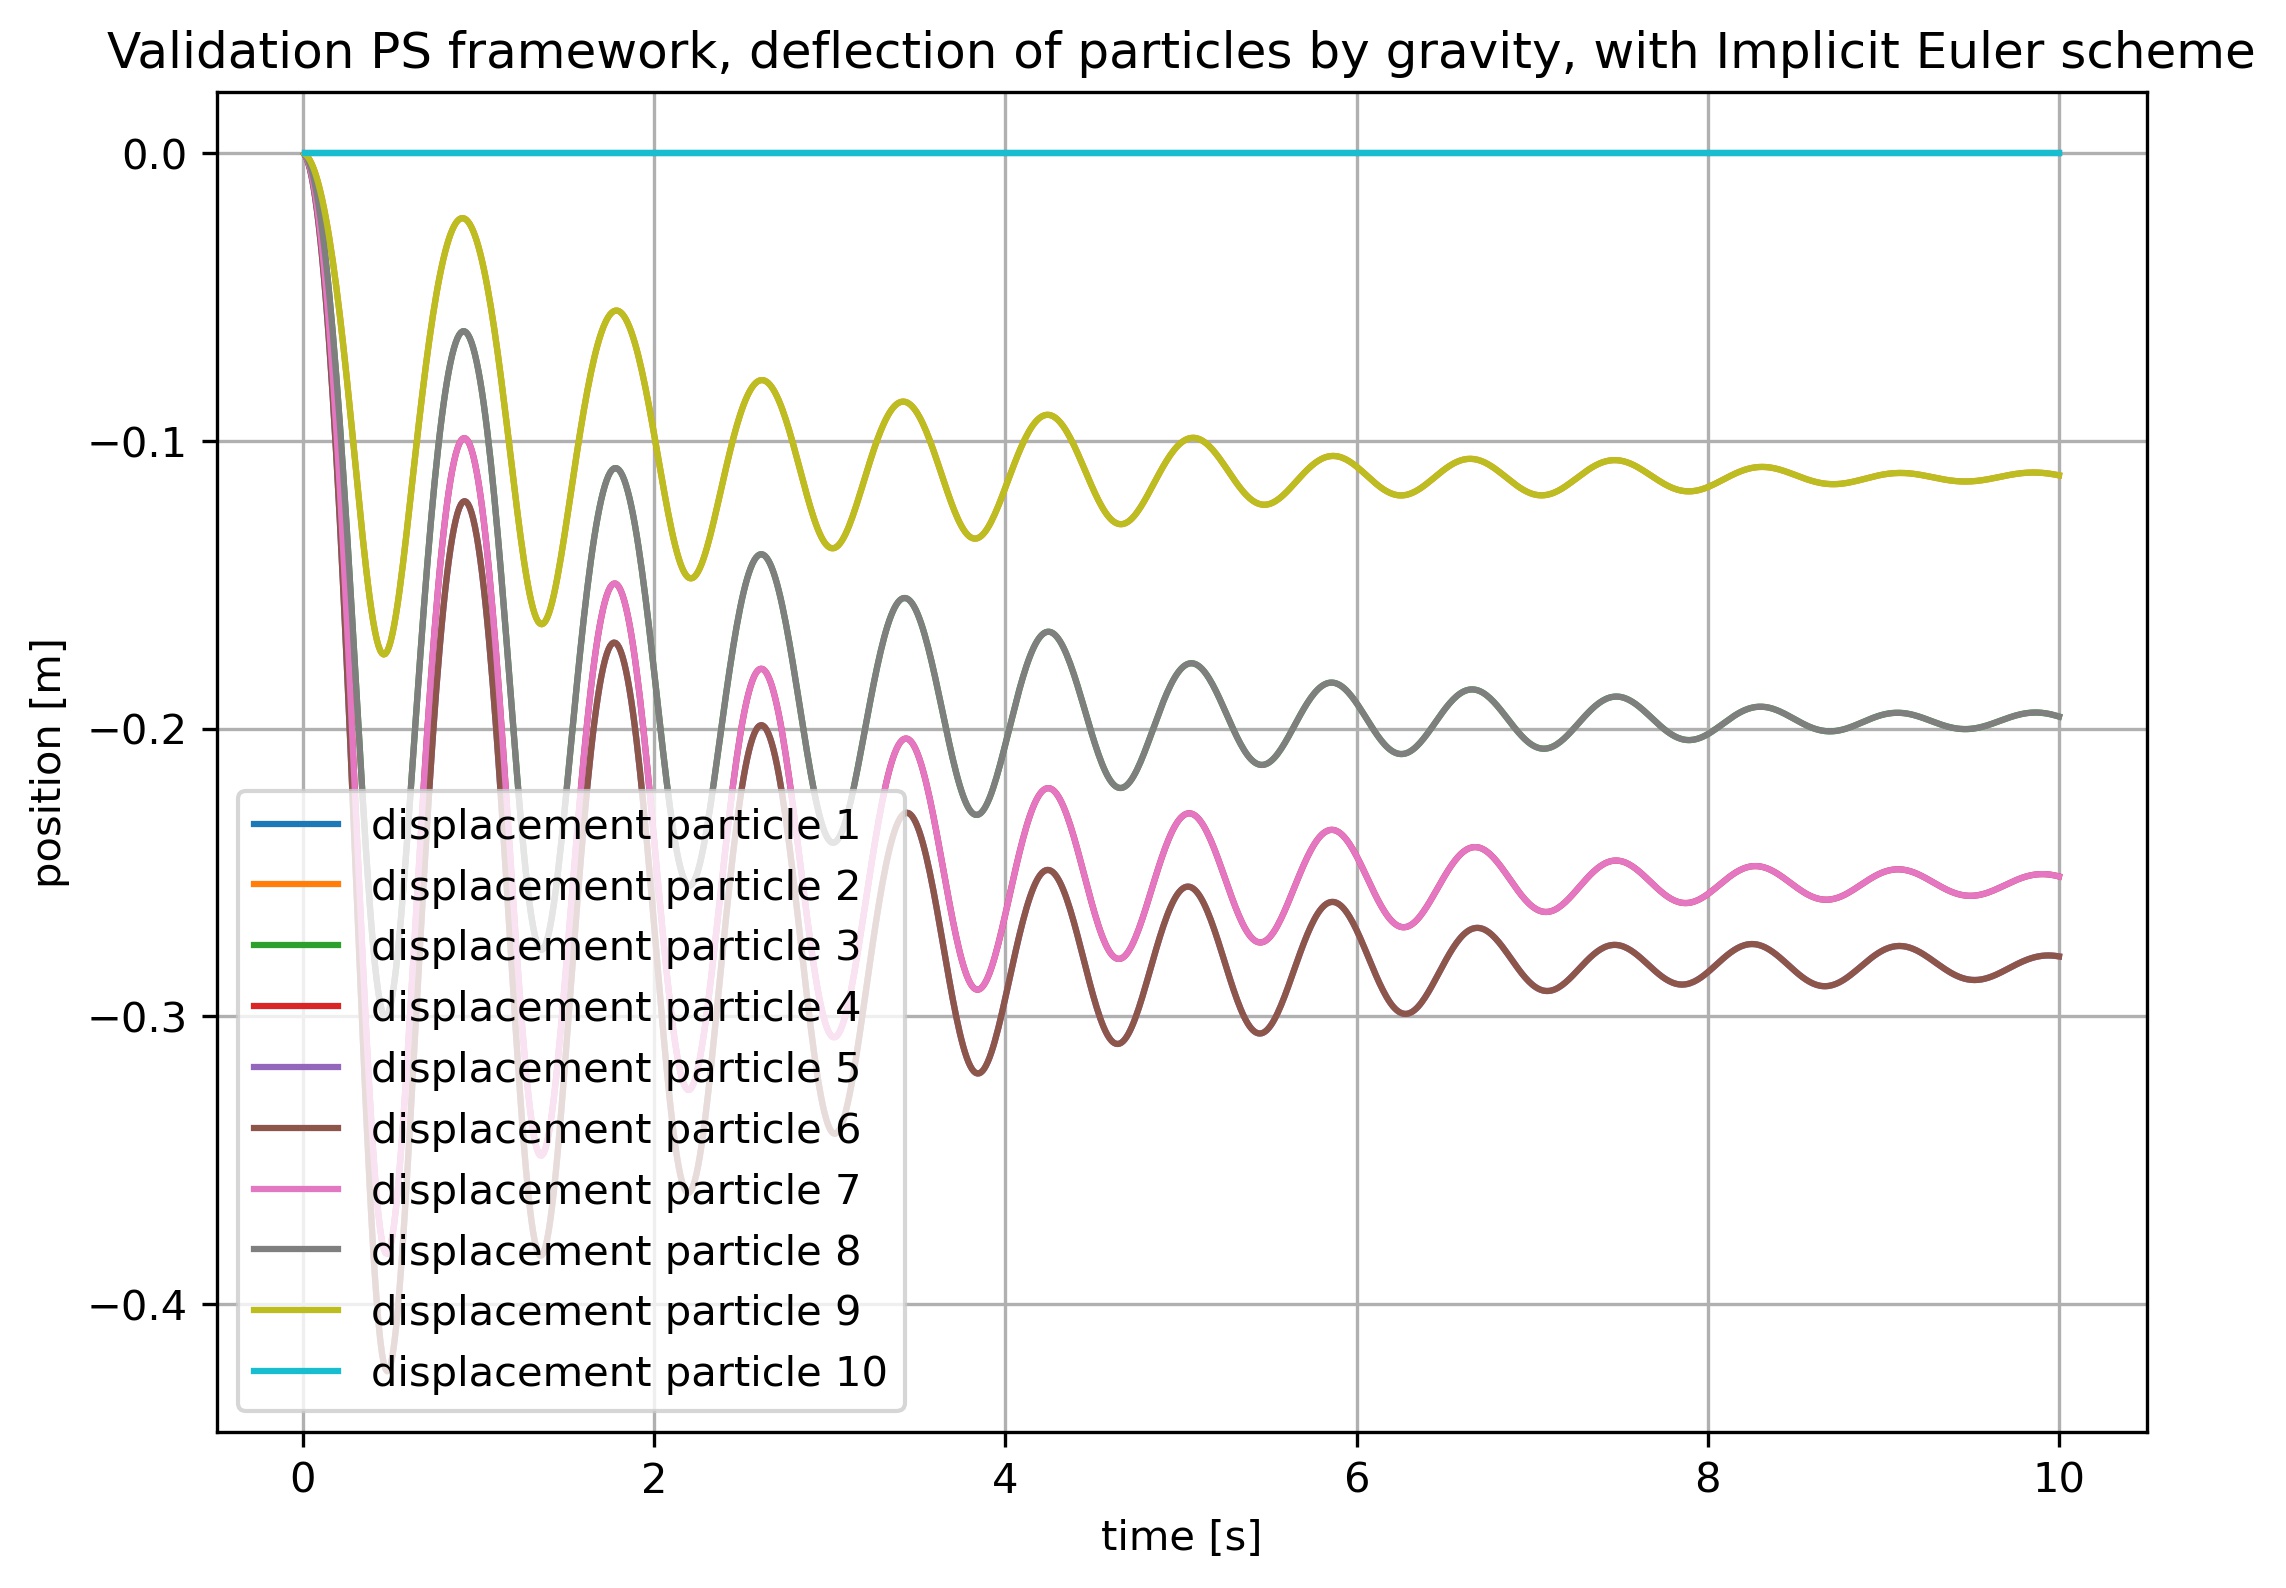 Validation PS framework, deflection of particles by gravity, with Implicit Euler scheme
0.0
−0.1
−0.2
−0.3
−0.4
position [m]
displacement particle 1
displacement particle 2
displacement particle 3
displacement particle 4
displacement particle 5
displacement particle 6
displacement particle 7
displacement particle 8
displacement particle 9
displacement particle 10
0 2 4 6 8 10
time [s]